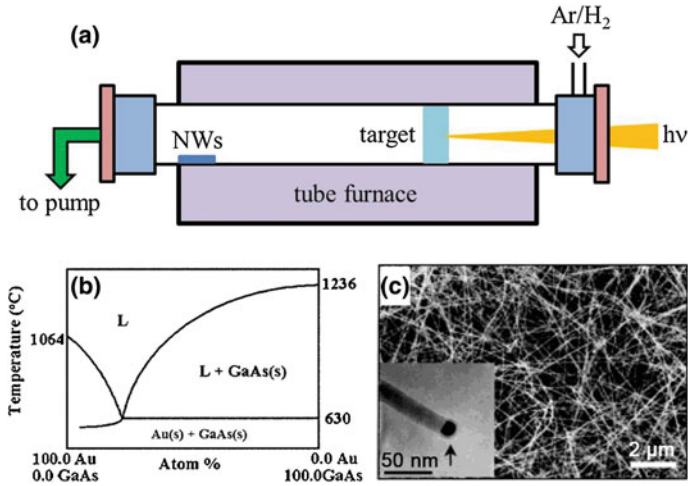 (a)
Ar/H₂
NWs
target
hν
to pump
tube furnace
(b)
Temperature (°C)
1064
L
1236
L + GaAs(s)
630
Au(s) + GaAs(s)
100.0 Au
0.0 GaAs
Atom %
0.0 Au
100.0GaAs
(c)
50 nm
2 μm